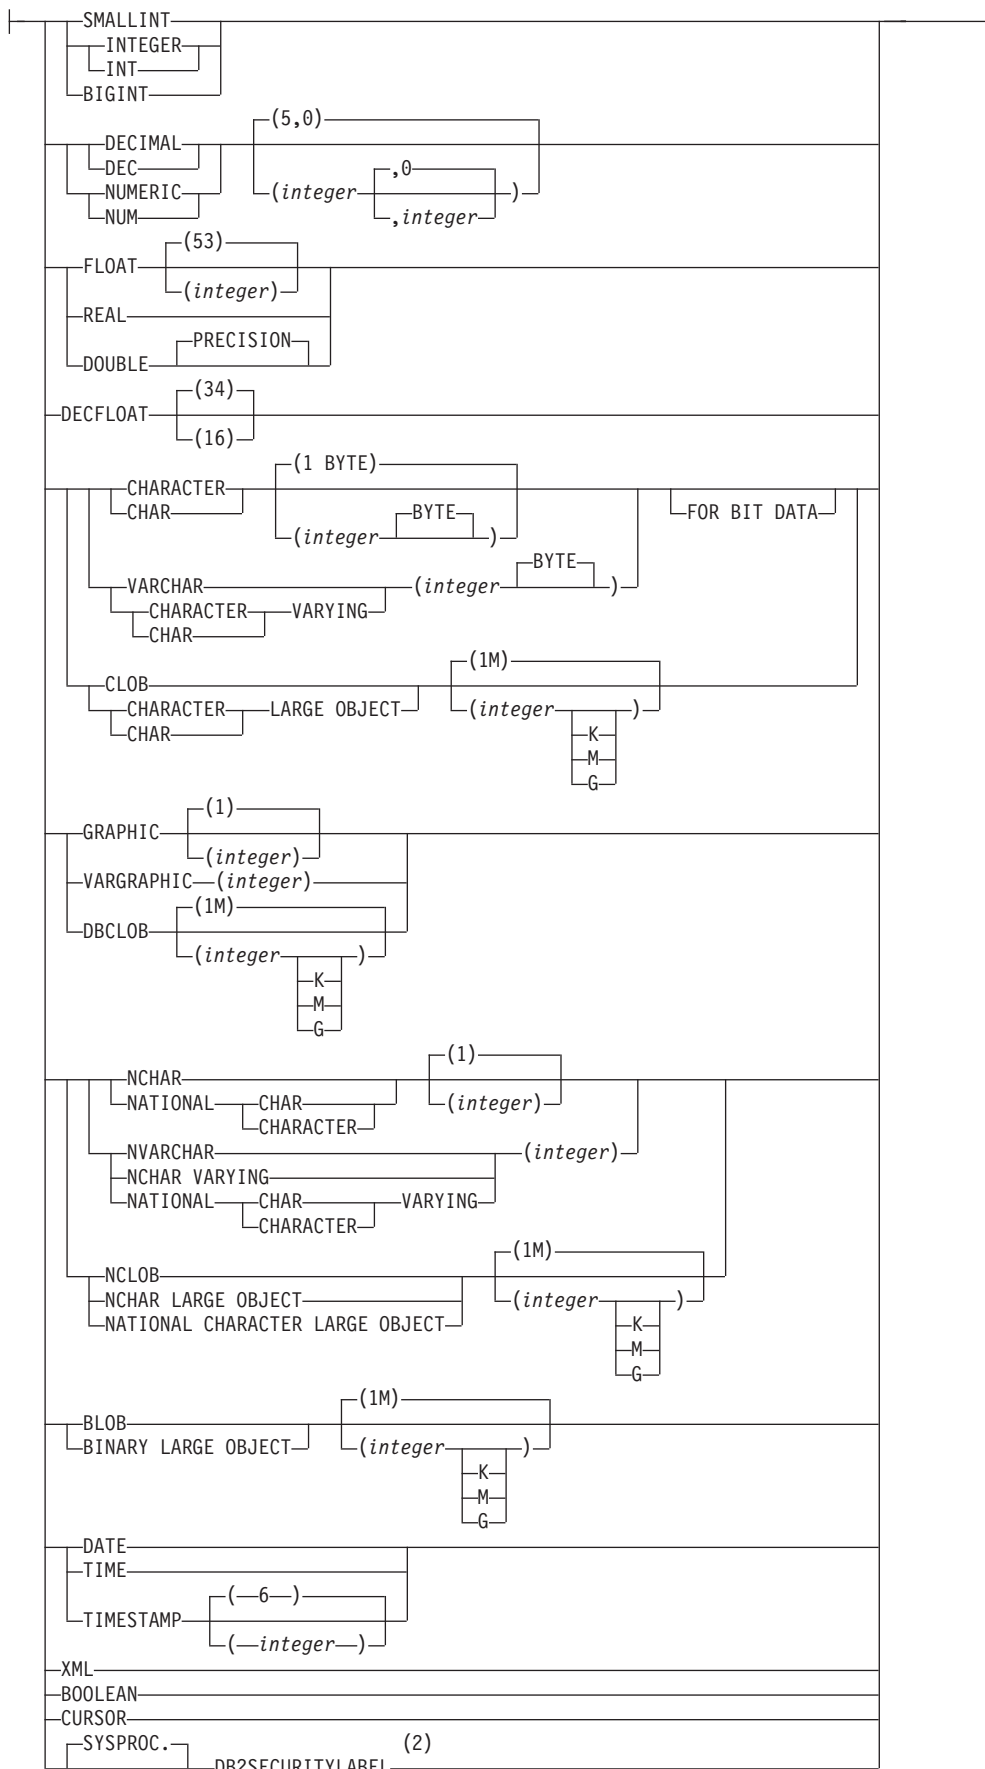 SMALLINT
INTEGER
INT
BIGINT
(5,0)
DECIMAL
DEC
,0
NUMERIC (integer )
NUM ,integer
(53)
FLOAT
(integer)
REAL
PRECISION
DOUBLE
(34)
DECFLOAT
(16)
(1 BYTE)
CHARACTER
CHAR BYTE FOR BIT DATA
(integer )
BYTE
VARCHAR (integer )
CHARACTER VARYING
CHAR
(1M)
CLOB
CHARACTER LARGE OBJECT (integer )
CHAR K
M
G
(1)
GRAPHIC
(integer)
VARGRAPHIC (integer)
(1M)
DBCLOB
(integer )
K
M
G
(1)
NCHAR
NATIONAL CHAR (integer)
CHARACTER
NVARCHAR (integer)
NCHAR VARYING
NATIONAL CHAR VARYING
CHARACTER
(1M)
NCLOB
NCHAR LARGE OBJECT (integer )
NATIONAL CHARACTER LARGE OBJECT K
M
G
(1M)
BLOB
BINARY LARGE OBJECT (integer )
K
M
G
DATE
TIME
( 6 )
TIMESTAMP
( integer )
XML
BOOLEAN
CURSOR
SYSPROC. (2)
DB2SECURITYLABEL